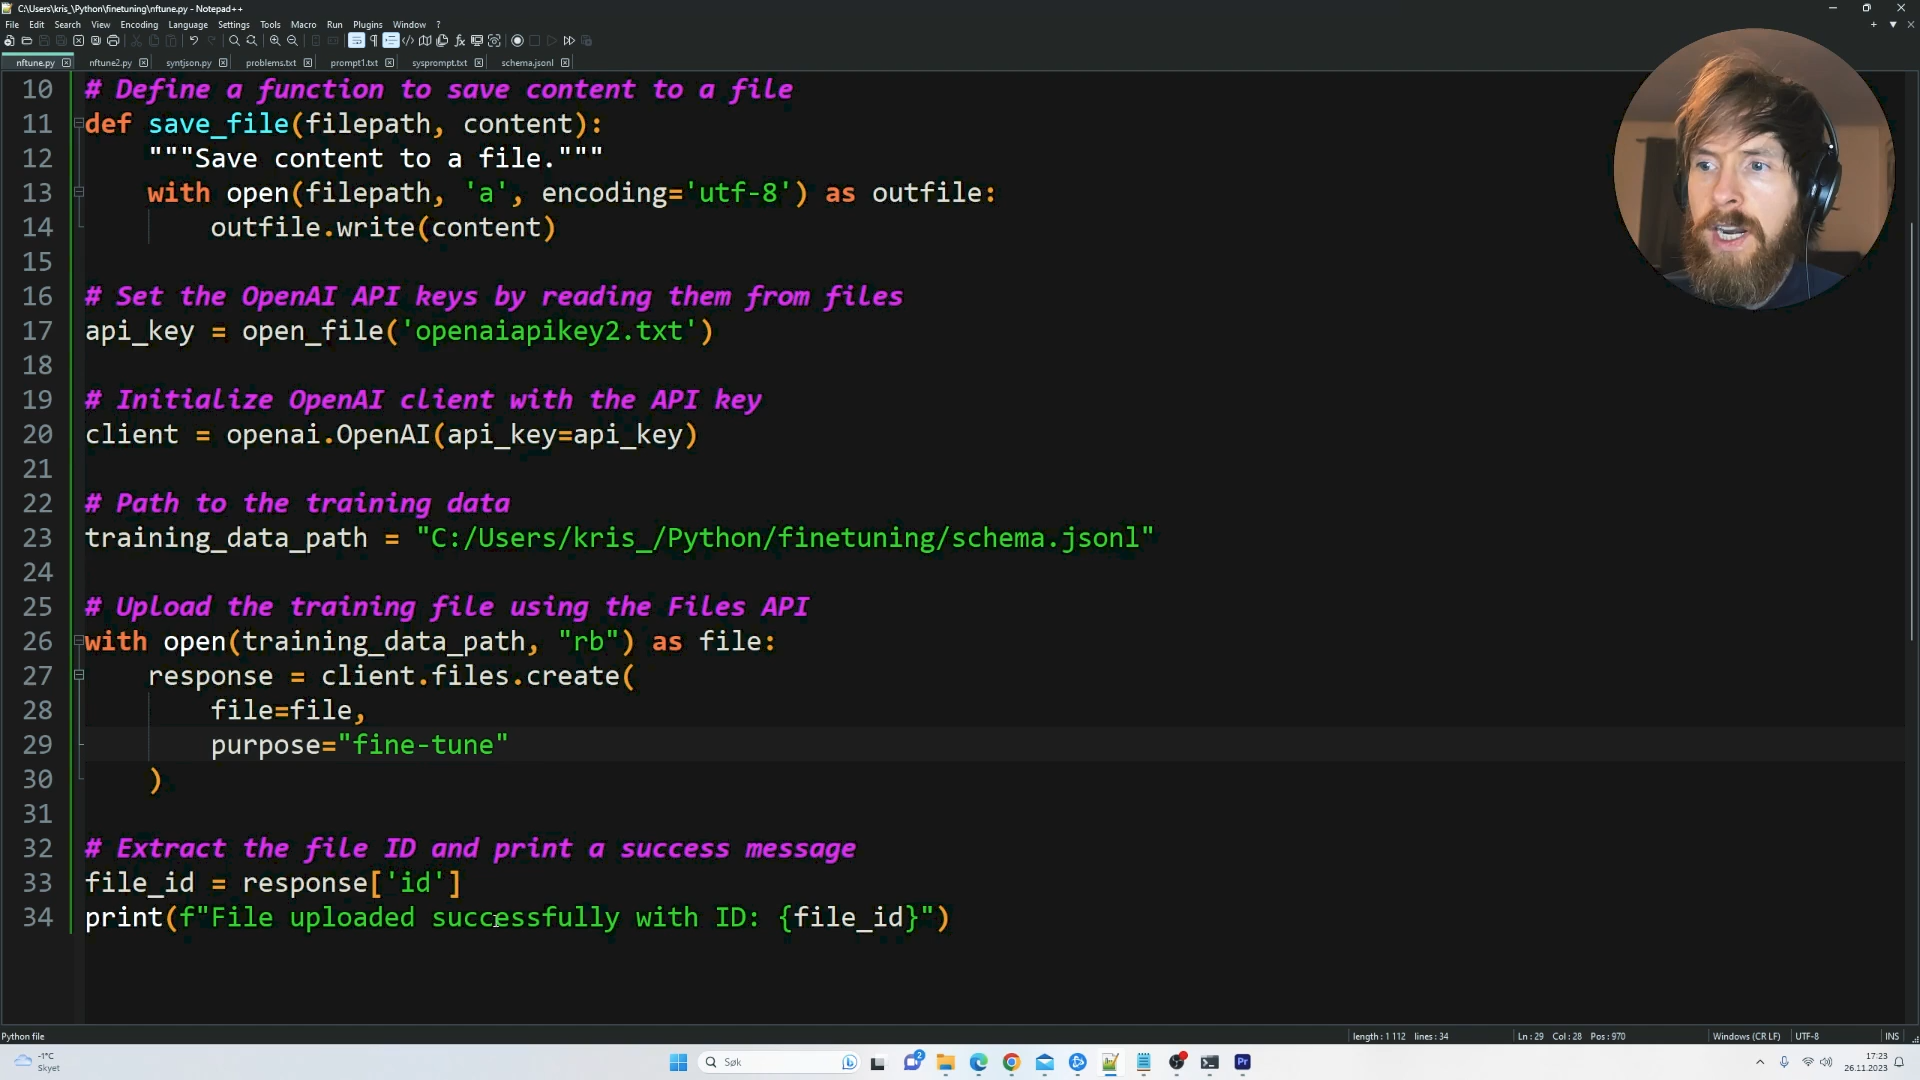 C:\Users\kris_\Python\finetuning\nftune.py - Notepad++
File Edit Search View Encoding Language Settings Tools Macro Run Plugins Window ?
nftune.py nftune2.py syntjson.py problems.txt prompt1.txt sysprompt.txt schema.jsonl
10 # Define a function to save content to a file
11 def save_file(filepath, content):
12 """Save content to a file."""
13 with open(filepath, 'a', encoding='utf-8') as outfile:
14 outfile.write(content)
15
16 # Set the OpenAI API keys by reading them from files
17 api_key = open_file('openaiapikey2.txt')
18
19 # Initialize OpenAI client with the API key
20 client = openai.OpenAI(api_key=api_key)
21
22 # Path to the training data
23 training_data_path = "C:/Users/kris_/Python/finetuning/schema.jsonl"
24
25 # Upload the training file using the Files API
26 with open(training_data_path, "rb") as file:
27 response = client.files.create(
28 file=file,
29 purpose="fine-tune"
30 )
31
32 # Extract the file ID and print a success message
33 file_id = response['id']
34 print(f"File uploaded successfully with ID: {file_id}")
Python file length : 1 112 lines : 34 Ln : 29 Col : 28 Pos : 970 Windows (CR LF) UTF-8 INS
-1°C
Skyet
Søk
2
Pr
17:23
26.11.2023